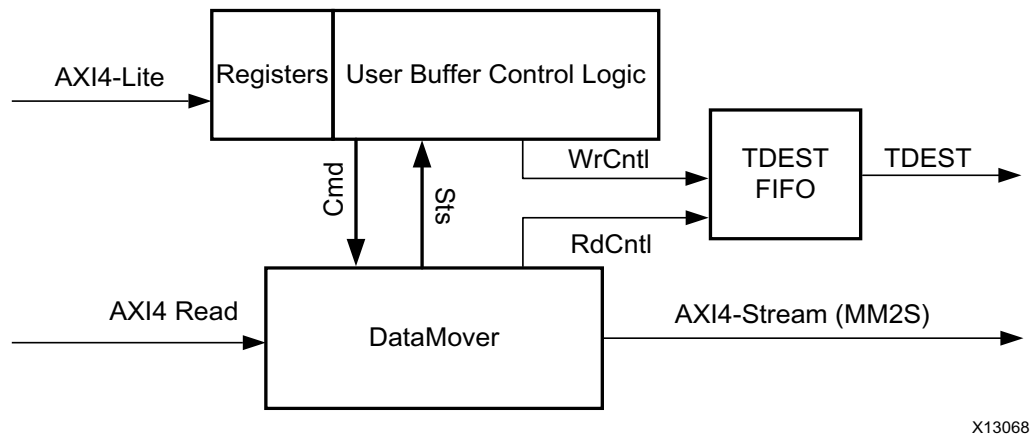 AXI4-Lite
Registers
User Buffer Control Logic
Cmd
Sts
WrCntl
RdCntl
TDEST
FIFO
TDEST
AXI4 Read
DataMover
AXI4-Stream (MM2S)
X13068